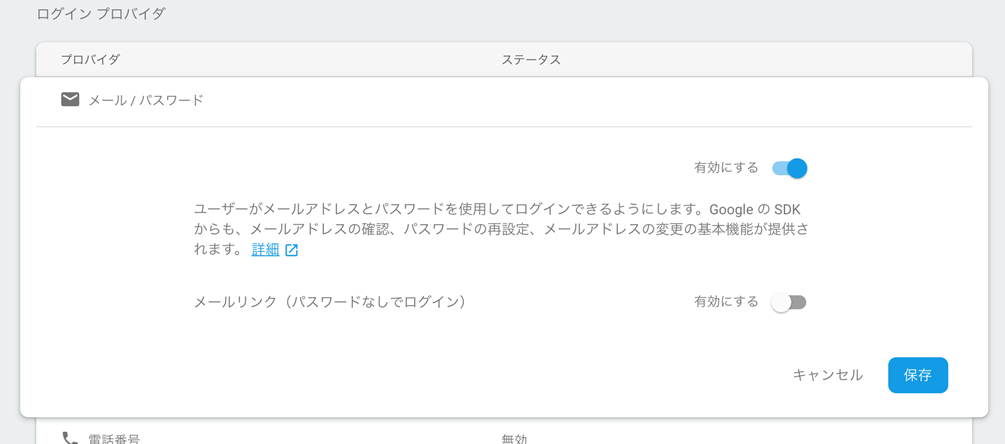 ログイン プロバイダ
プロバイダ ステータス
メール / パスワード
有効にする
ユーザーがメールアドレスとパスワードを使用してログインできるようにします。Google の SDK
からも、メールアドレスの確認、パスワードの再設定、メールアドレスの変更の基本機能が提供さ
れます。 詳細
メールリンク（パスワードなしでログイン） 有効にする
キャンセル 保存
電話番号 無効